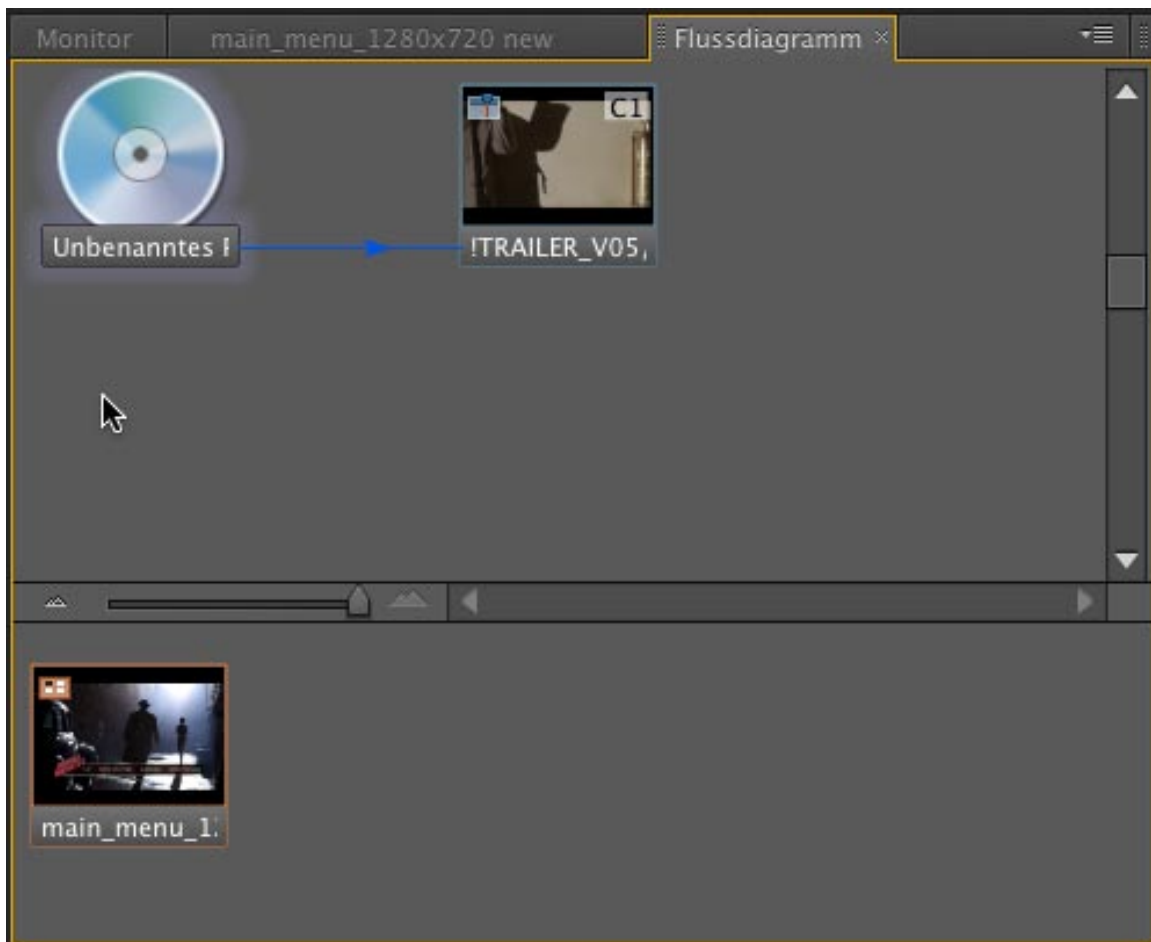 Monitor
main_menu_1280x720 new
Flussdiagramm
C1
Unbenanntes F
!TRAILER_V05,
main_menu_1: